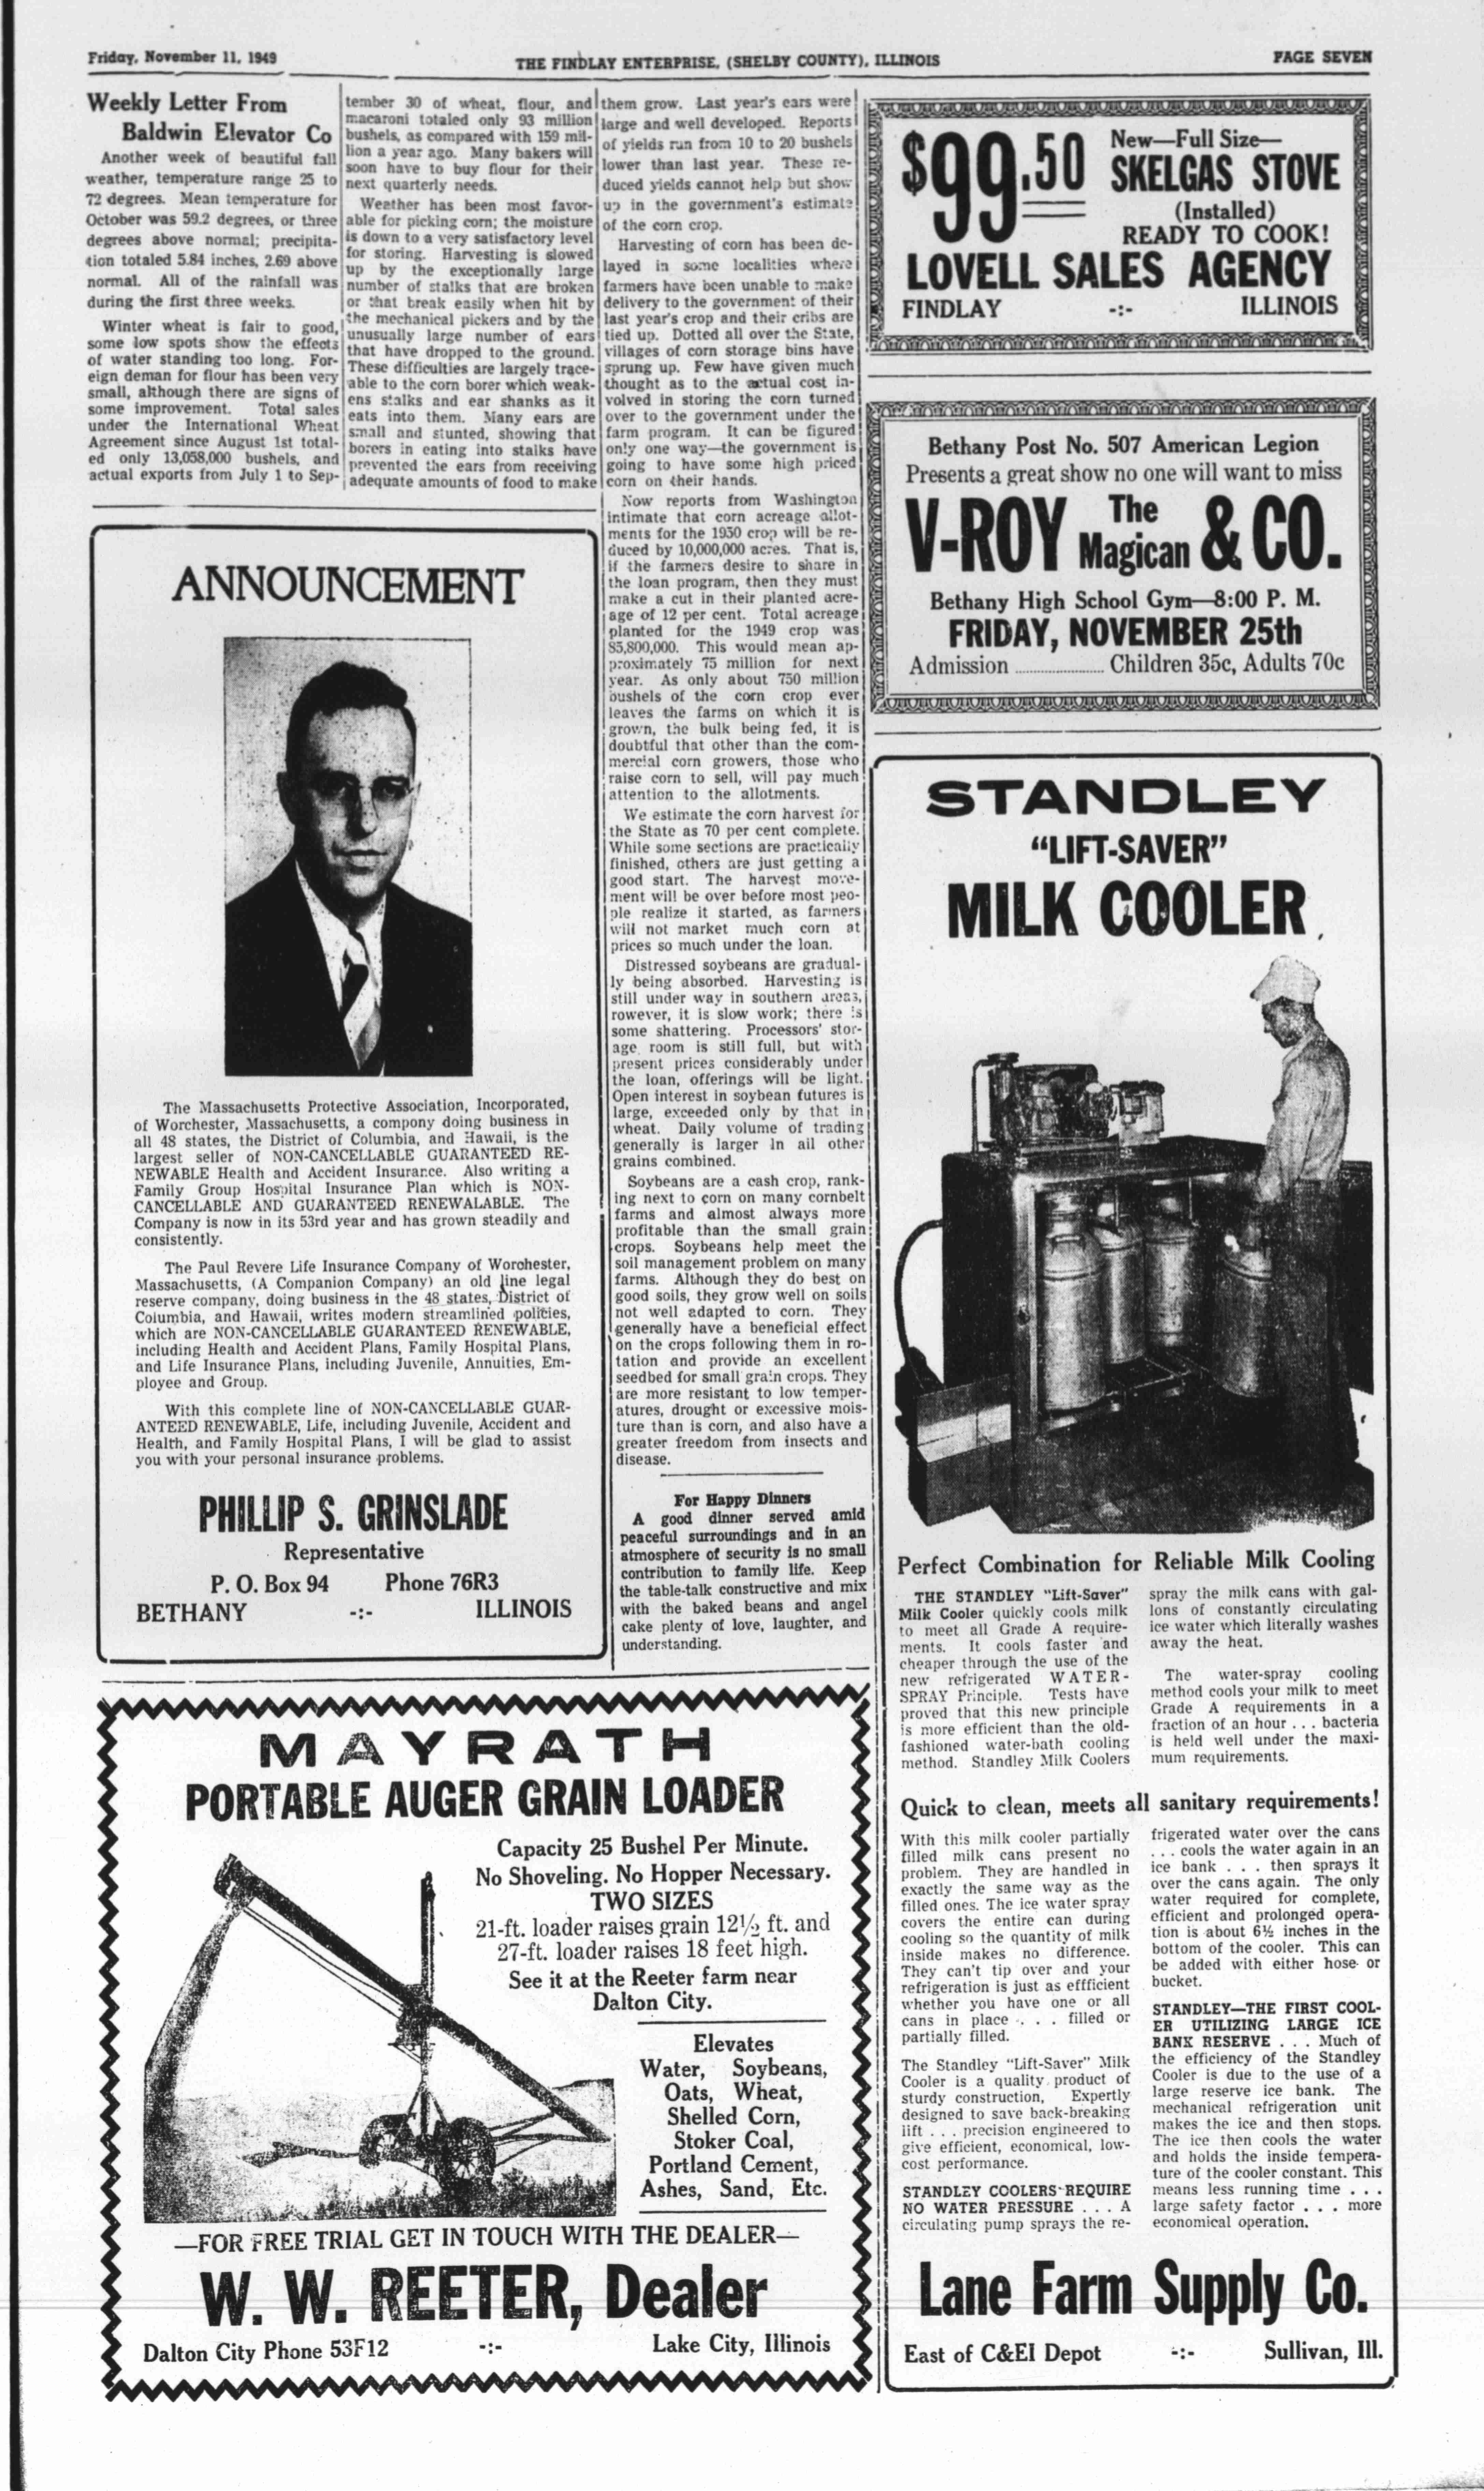 Friday, November 11, 1949
THE FINDLAY ENTERPRISE, (SHELBY COUNTY), ILLINOIS
PAGE SEVEN
Weekly Letter From
Baldwin Elevator Co
Another week of beautiful fall
weather, temperature range 25 to
72 degrees. Mean temperature for
October was 59.2 degrees, or three
degrees above normal; precipita-
tion totaled 5.84 inches, 2.69 above
normal. All of the rainfall was
during the first three weeks.
Winter wheat is fair to good,
some low spots show the effects
of water standing too long. For-
eign deman for flour has been very
small, although there are signs of
some improvement. Total sales
under the International Wheat
Agreement since August 1st total-
ed only 13,058,000 bushels, and
actual exports from July 1 to Sep-
tember 30 of wheat, flour, and
macaroni totaled only 93 million
bushels, as compared with 159 mil-
lion a year ago. Many bakers will
soon have to buy flour for their
next quarterly needs.
Weather has been most favor-
able for picking corn; the moisture
is down to a very satisfactory level
for storing. Harvesting is slowed
up by the exceptionally large
number of stalks that are broken
or that break easily when hit by
the mechanical pickers and by the
unusually large number of ears
that have dropped to the ground.
These difficulties are largely trace-
able to the corn borer which weak-
ens stalks and ear shanks as it
eats into them. Many ears are
small and stunted, showing that
borers in eating into stalks have
prevented the ears from receiving
adequate amounts of food to make
them grow. Last year's ears were
large and well developed. Reports
of yields run from 10 to 20 bushels
lower than last year. These re-
duced yields cannot help but show
up in the government's estimate
of the corn crop.
Harvesting of corn has been de-
layed in some localities where
farmers have been unable to make
delivery to the government of their
last year's crop and their cribs are
tied up. Dotted all over the State,
villages of corn storage bins have
sprung up. Few have given much
thought as to the actual cost in-
volved in storing the corn turned
over to the government under the
farm program. It can be figured
only one way—the government is
going to have some high priced
corn on their hands.
Now reports from Washington
intimate that corn acreage allot-
ments for the 1950 crop will be re-
duced by 10,000,000 acres. That is,
if the farmers desire to share in
the loan program, then they must
make a cut in their planted acre-
age of 12 per cent. Total acreage
planted for the 1949 crop was
85,800,000. This would mean ap-
proximately 75 million for next
year. As only about 750 million
bushels of the corn crop ever
leaves the farms on which it is
grown, the bulk being fed, it is
doubtful that other than the com-
mercial corn growers, those who
raise corn to sell, will pay much
attention to the allotments.
We estimate the corn harvest for
the State as 70 per cent complete.
While some sections are practically
finished, others are just getting a
good start. The harvest move-
ment will be over before most peo-
ple realize it started, as farmers
will not market much corn at
prices so much under the loan.
Distressed soybeans are gradual-
ly being absorbed. Harvesting is
still under way in southern areas,
rowever, it is slow work; there is
some shattering. Processors' stor-
age room is still full, but with
present prices considerably under
the loan, offerings will be light.
Open interest in soybean futures is
large, exceeded only by that in
wheat. Daily volume of trading
generally is larger in all other
grains combined.
Soybeans are a cash crop, rank-
ing next to corn on many cornbelt
farms and almost always more
profitable than the small grain
crops. Soybeans help meet the
soil management problem on many
farms. Although they do best on
good soils, they grow well on soils
not well adapted to corn. They
generally have a beneficial effect
on the crops following them in ro-
tation and provide an excellent
seedbed for small grain crops. They
are more resistant to low temper-
atures, drought or excessive mois-
ture than is corn, and also have a
greater freedom from insects and
disease.
For Happy Dinners
A good dinner served amid
peaceful surroundings and in an
atmosphere of security is no small
contribution to family life. Keep
the table-talk constructive and mix
with the baked beans and angel
cake plenty of love, laughter, and
understanding.
ANNOUNCEMENT
The Massachusetts Protective Association, Incorporated,
of Worchester, Massachusetts, a compony doing business in
all 48 states, the District of Columbia, and Hawaii, is the
largest seller of NON-CANCELLABLE GUARANTEED RE-
NEWABLE Health and Accident Insurance. Also writing a
Family Group Hospital Insurance Plan which is NON-
CANCELLABLE AND GUARANTEED RENEWALABLE. The
Company is now in its 53rd year and has grown steadily and
consistently.
The Paul Revere Life Insurance Company of Worchester,
Massachusetts, (A Companion Company) an old line legal
reserve company, doing business in the 48 states, District of
Columbia, and Hawaii, writes modern streamlined policies,
which are NON-CANCELLABLE GUARANTEED RENEWABLE,
including Health and Accident Plans, Family Hospital Plans,
and Life Insurance Plans, including Juvenile, Annuities, Em-
ployee and Group.
With this complete line of NON-CANCELLABLE GUAR-
ANTEED RENEWABLE, Life, including Juvenile, Accident and
Health, and Family Hospital Plans, I will be glad to assist
you with your personal insurance problems.
PHILLIP S. GRINSLADE
Representative
P. O. Box 94 Phone 76R3
BETHANY -:- ILLINOIS
MAYRATH
PORTABLE AUGER GRAIN LOADER
Capacity 25 Bushel Per Minute.
No Shoveling. No Hopper Necessary.
TWO SIZES
21-ft. loader raises grain 12½ ft. and
27-ft. loader raises 18 feet high.
See it at the Reeter farm near
Dalton City.
Elevates
Water, Soybeans,
Oats, Wheat,
Shelled Corn,
Stoker Coal,
Portland Cement,
Ashes, Sand, Etc.
—FOR FREE TRIAL GET IN TOUCH WITH THE DEALER—
W. W. REETER, Dealer
Dalton City Phone 53F12 -:- Lake City, Illinois
$99.50
New—Full Size—
SKELGAS STOVE
(Installed)
READY TO COOK!
LOVELL SALES AGENCY
FINDLAY -:- ILLINOIS
Bethany Post No. 507 American Legion
Presents a great show no one will want to miss
V-ROY The Magican & CO.
Bethany High School Gym—8:00 P. M.
FRIDAY, NOVEMBER 25th
Admission .................... Children 35c, Adults 70c
STANDLEY
"LIFT-SAVER"
MILK COOLER
Perfect Combination for Reliable Milk Cooling
THE STANDLEY "Lift-Saver"
Milk Cooler quickly cools milk
to meet all Grade A require-
ments. It cools faster and
cheaper through the use of the
new refrigerated WATER-
SPRAY Principle. Tests have
proved that this new principle
is more efficient than the old-
fashioned water-bath cooling
method. Standley Milk Coolers
spray the milk cans with gal-
lons of constantly circulating
ice water which literally washes
away the heat.
The water-spray cooling
method cools your milk to meet
Grade A requirements in a
fraction of an hour . . . bacteria
is held well under the maxi-
mum requirements.
Quick to clean, meets all sanitary requirements!
With this milk cooler partially
filled milk cans present no
problem. They are handled in
exactly the same way as the
filled ones. The ice water spray
covers the entire can during
cooling so the quantity of milk
inside makes no difference.
They can't tip over and your
refrigeration is just as effficient
whether you have one or all
cans in place . . . filled or
partially filled.
The Standley "Lift-Saver" Milk
Cooler is a quality product of
sturdy construction, Expertly
designed to save back-breaking
lift . . . precision engineered to
give efficient, economical, low-
cost performance.
STANDLEY COOLERS REQUIRE
NO WATER PRESSURE . . . A
circulating pump sprays the re-
frigerated water over the cans
. . . cools the water again in an
ice bank . . . then sprays it
over the cans again. The only
water required for complete,
efficient and prolonged opera-
tion is about 6½ inches in the
bottom of the cooler. This can
be added with either hose or
bucket.
STANDLEY—THE FIRST COOL-
ER UTILIZING LARGE ICE
BANK RESERVE . . . Much of
the efficiency of the Standley
Cooler is due to the use of a
large reserve ice bank. The
mechanical refrigeration unit
makes the ice and then stops.
The ice then cools the water
and holds the inside tempera-
ture of the cooler constant. This
means less running time . . .
large safety factor . . . more
economical operation.
Lane Farm Supply Co.
East of C&EI Depot -:- Sullivan, Ill.